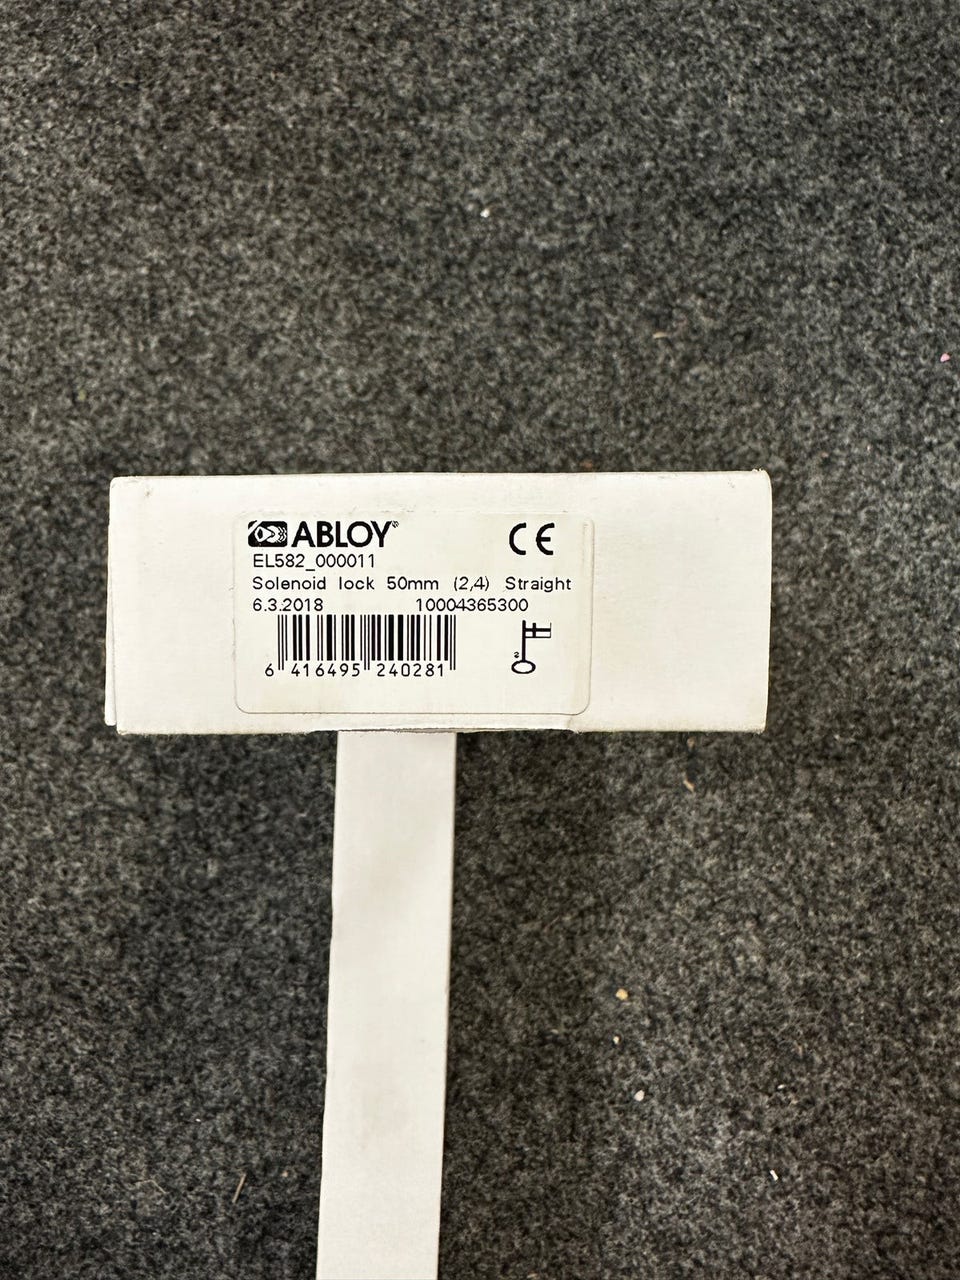 ABLOY®
CE
EL582_000011
Solenoid lock 50mm (2,4) Straight
6.3.2018 10004365300
6 416495 240281